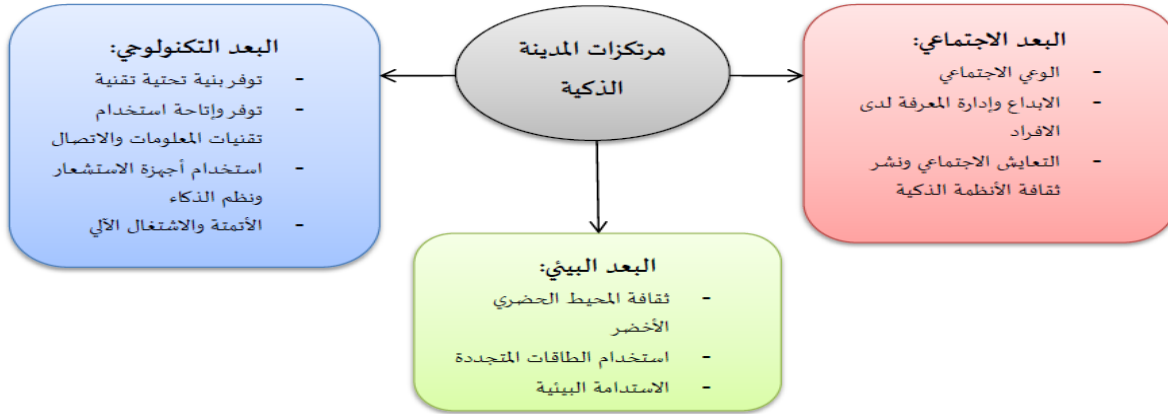 مرتكزات المدينة
الذكية
البعد الاجتماعي:
- الوعي الاجتماعي
- الابداع وإدارة المعرفة لدى
الافراد
- التعايش الاجتماعي ونشر
ثقافة الأنظمة الذكية
البعد التكنولوجي:
- توفر بنية تحتية تقنية
- توفر وإتاحة استخدام
تقنيات المعلومات والاتصال
- استخدام أجهزة الاستشعار
ونظم الذكاء
- الأتمتة والاشتغال الآلي
البعد البيئي:
- ثقافة المحيط الحضري
الأخضر
- استخدام الطاقات المتجددة
- الاستدامة البيئية